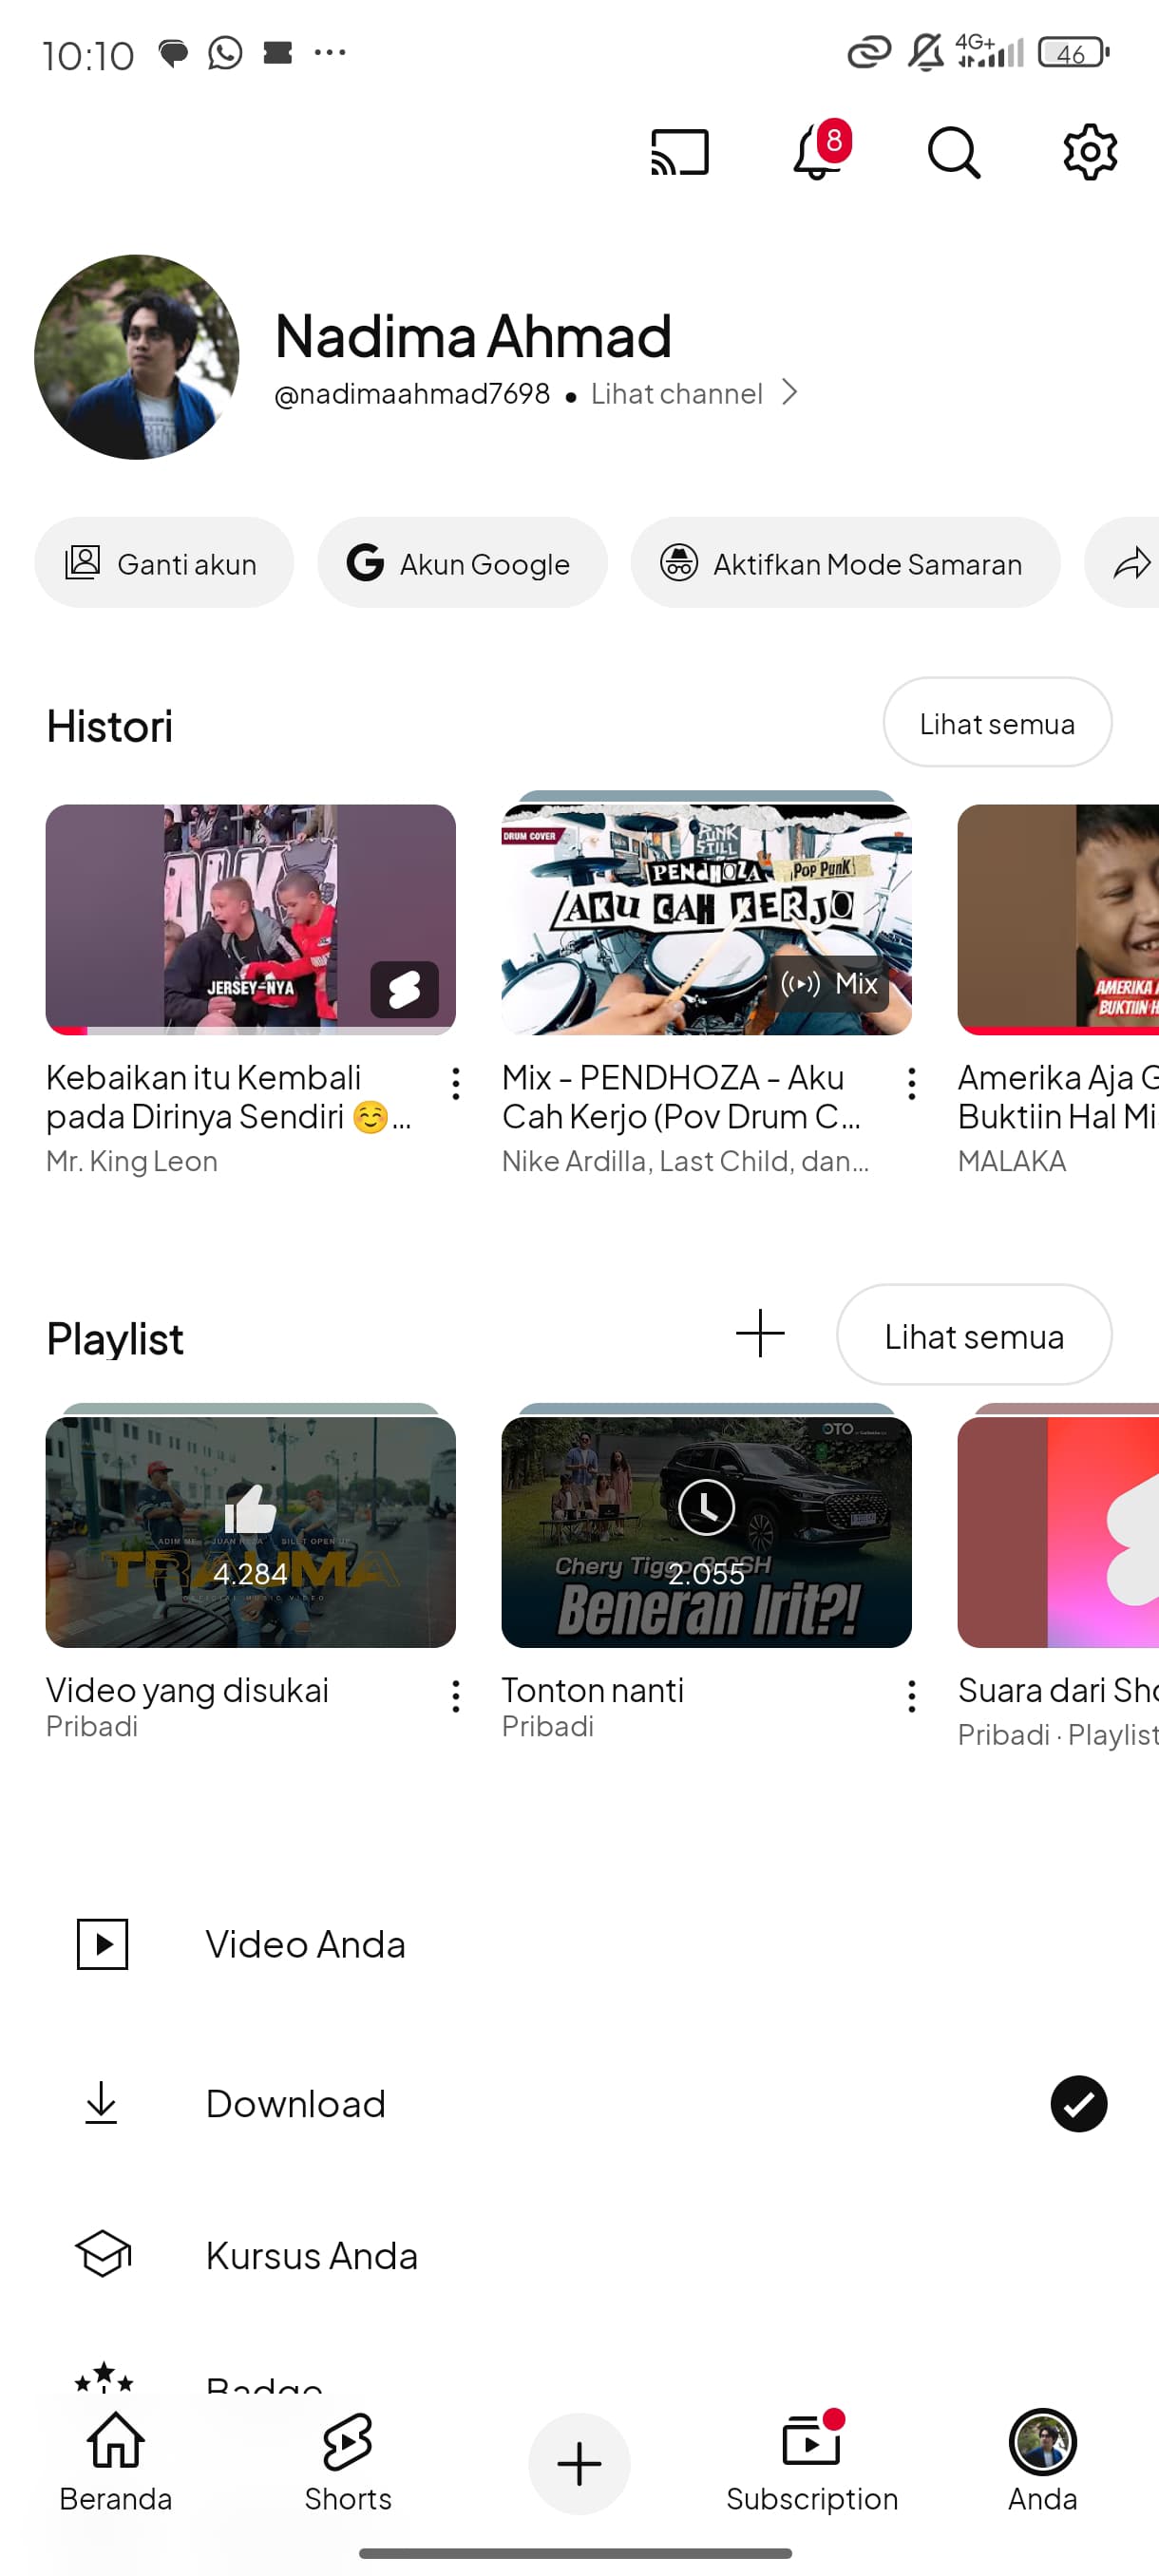 10:10
4G+
46
8
Nadima Ahmad
@nadimaahmad7698 • Lihat channel
Ganti akun
Akun Google
Aktifkan Mode Samaran
Histori
Lihat semua
JERSEY-NYA
DRUM COVER
PUNK
STILL
PENDHOZA
Pop Punk
AKU CAH KERJO
Mix
AMERIKA
BUKTIIN
Kebaikan itu Kembali
pada Dirinya Sendiri ☺️...
Mr. King Leon
Mix - PENDHOZA - Aku
Cah Kerjo (Pov Drum C...
Nike Ardilla, Last Child, dan...
Amerika Aja G
Buktiin Hal Mi
MALAKA
Playlist
Lihat semua
TRAUMA
OFFICIAL MUSIC VIDEO
4.284
OTO
Chery Tiggo 8 CSH
Beneran Irit?!
2.055
Video yang disukai
Pribadi
Tonton nanti
Pribadi
Suara dari Sho
Pribadi · Playlist
Video Anda
Download
Kursus Anda
Badge
Beranda
Shorts
Subscription
Anda